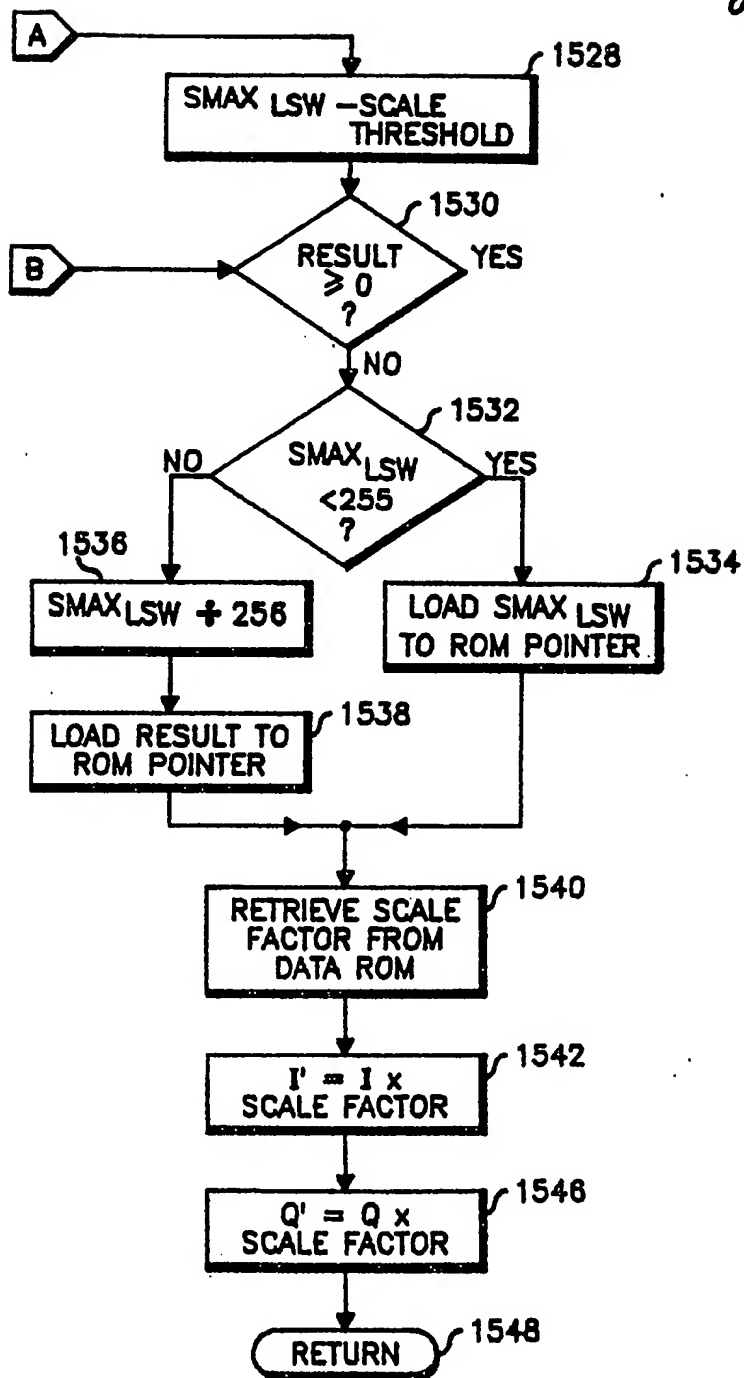 A
1528
SMAX LSW – SCALE
THRESHOLD
1530
B
RESULT
≥ 0
?
YES
NO
1532
NO
SMAX LSW
<255
?
YES
1536
SMAX LSW ÷ 256
1534
LOAD SMAX LSW
TO ROM POINTER
1538
LOAD RESULT TO
ROM POINTER
1540
RETRIEVE SCALE
FACTOR FROM
DATA ROM
1542
I' = I x
SCALE FACTOR
1546
Q' = Q x
SCALE FACTOR
1548
RETURN